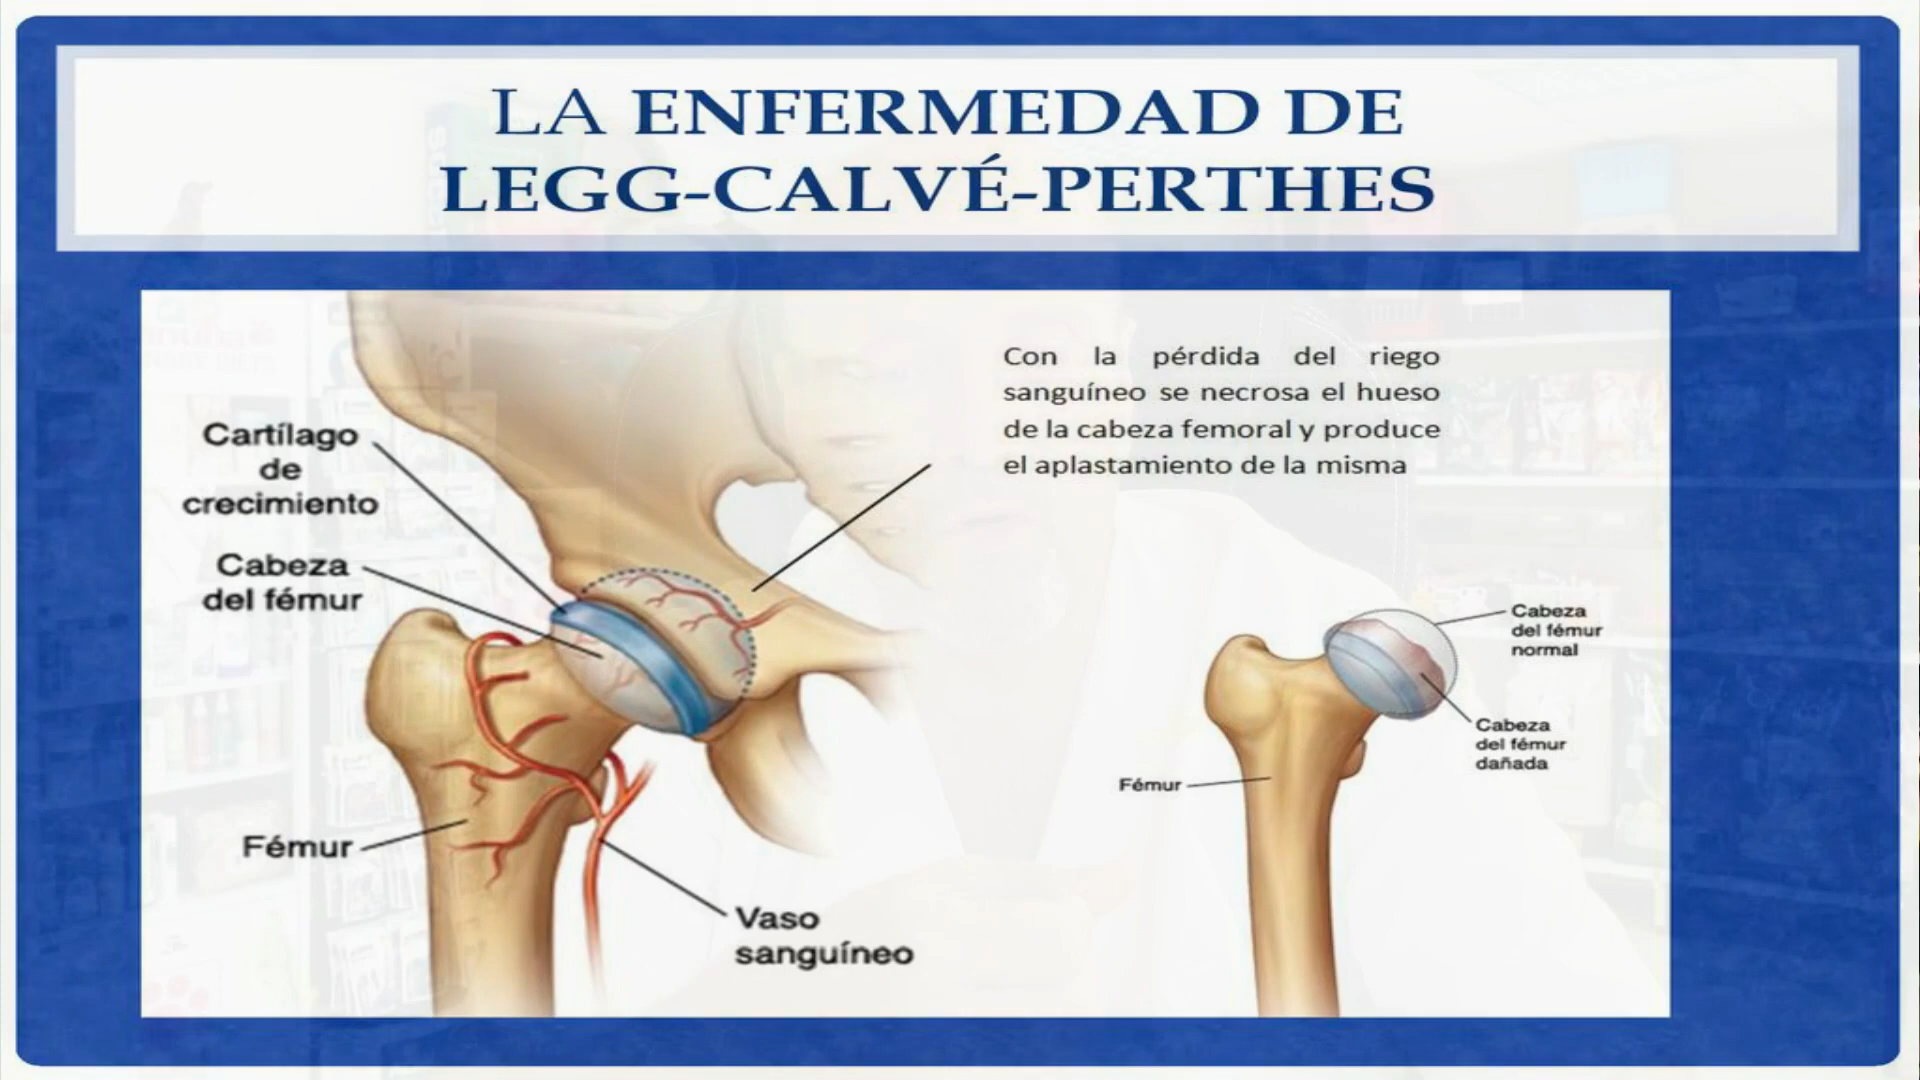 LA ENFERMEDAD DE
LEGG-CALVÉ-PERTHES
Con la pérdida del riego
sanguíneo se necrosa el hueso
de la cabeza femoral y produce
el aplastamiento de la misma
Cartílago
de
crecimiento
Cabeza
del fémur
Fémur
Vaso
sanguíneo
Cabeza
del fémur
normal
Cabeza
del fémur
dañada
Fémur